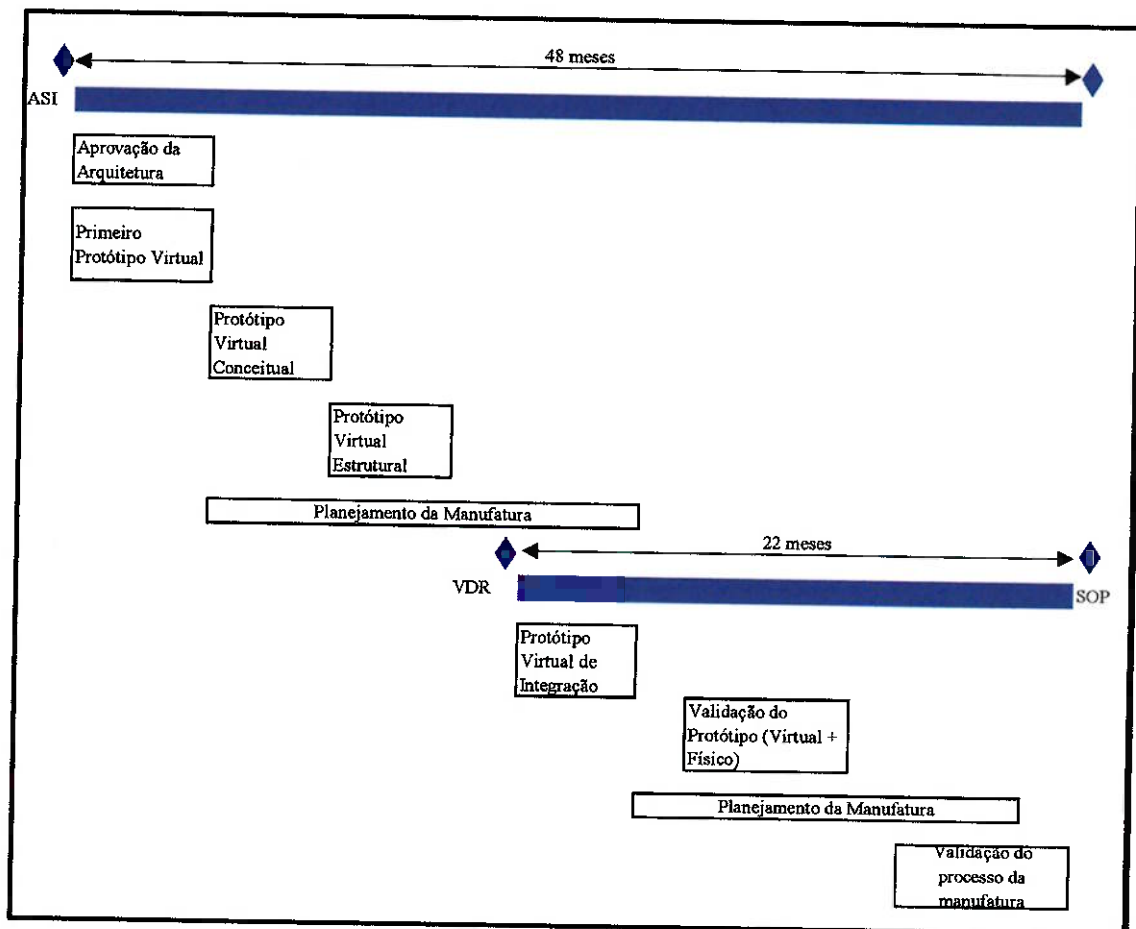 48 meses
ASI
Aprovação da
Arquitetura
Primeiro
Protótipo Virtual
Protótipo
Virtual
Conceitual
Protótipo
Virtual
Estrutural
Planejamento da Manufatura
22 meses
VDR
SOP
Protótipo
Virtual de
Integração
Validação do
Protótipo (Virtual +
Físico)
Planejamento da Manufatura
Validação do
processo da
manufatura